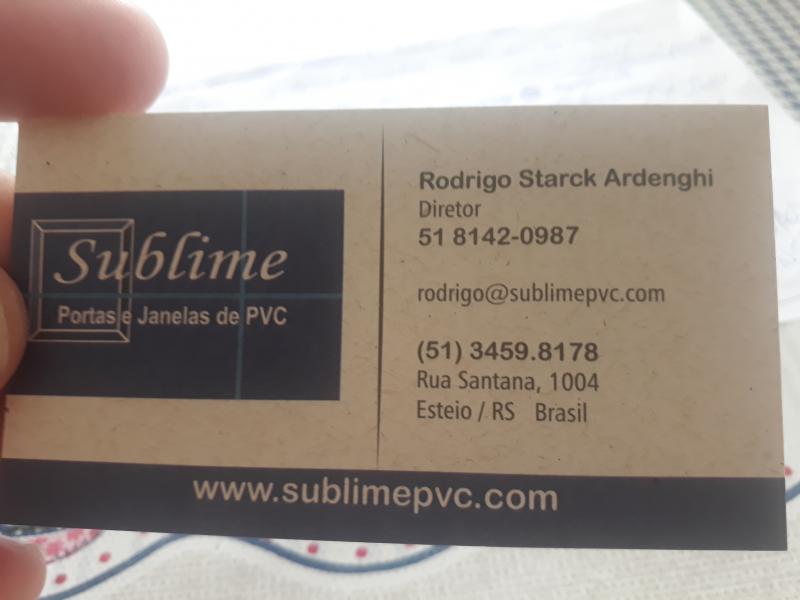 Sublime
Portas e Janelas de PVC
Rodrigo Starck Ardenghi
Diretor
51 8142-0987
rodrigo@sublimepvc.com
(51) 3459.8178
Rua Santana, 1004
Esteio / RS Brasil
www.sublimepvc.com